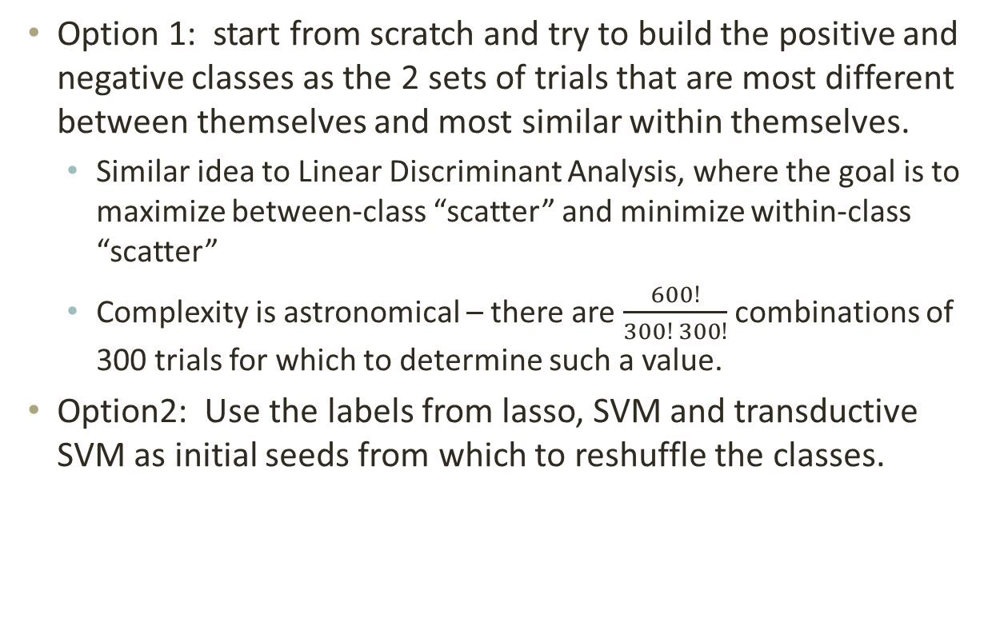 • Option 1:  start from scratch and try to build the positive and
negative classes as the 2 sets of trials that are most different
between themselves and most similar within themselves.
• Similar idea to Linear Discriminant Analysis, where the goal is to
maximize between-class “scatter” and minimize within-class
“scatter”
• Complexity is astronomical – there are 600!/(300! 300!) combinations of
300 trials for which to determine such a value.
• Option2:  Use the labels from lasso, SVM and transductive
SVM as initial seeds from which to reshuffle the classes.